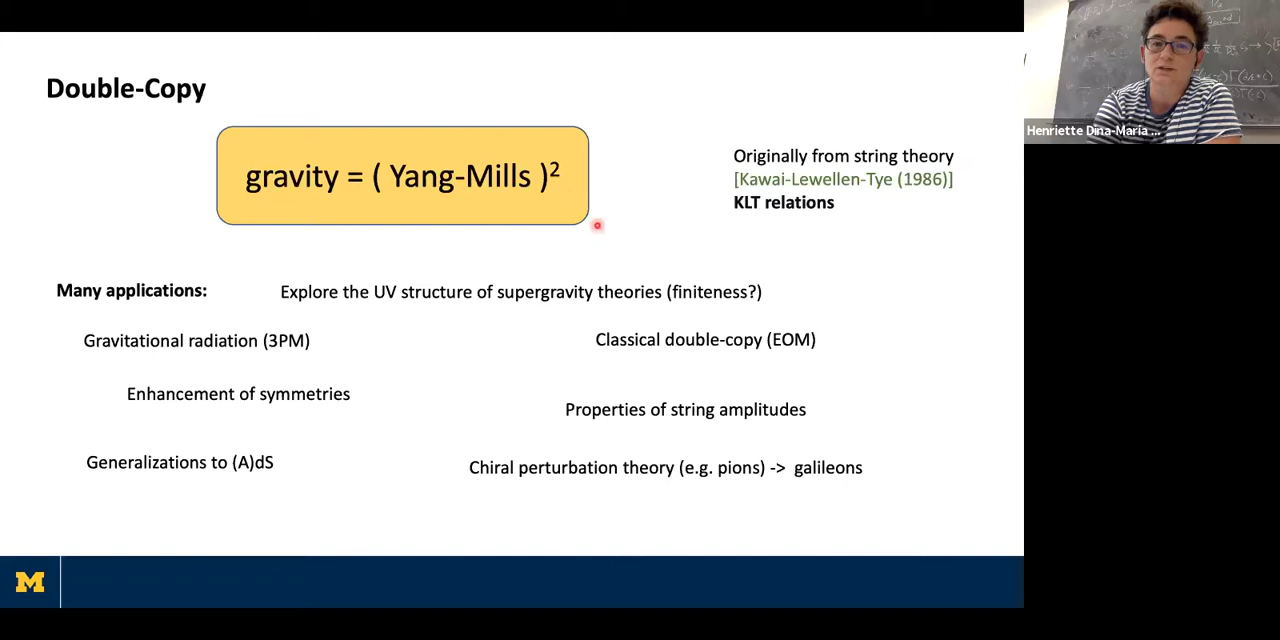 Double-Copy
gravity = ( Yang-Mills )²
Originally from string theory
[Kawai-Lewellen-Tye (1986)]
KLT relations
Many applications:
Explore the UV structure of supergravity theories (finiteness?)
Gravitational radiation (3PM)
Classical double-copy (EOM)
Enhancement of symmetries
Properties of string amplitudes
Generalizations to (A)dS
Chiral perturbation theory (e.g. pions) -> galileons
M
Henriette Dina-Maria ...